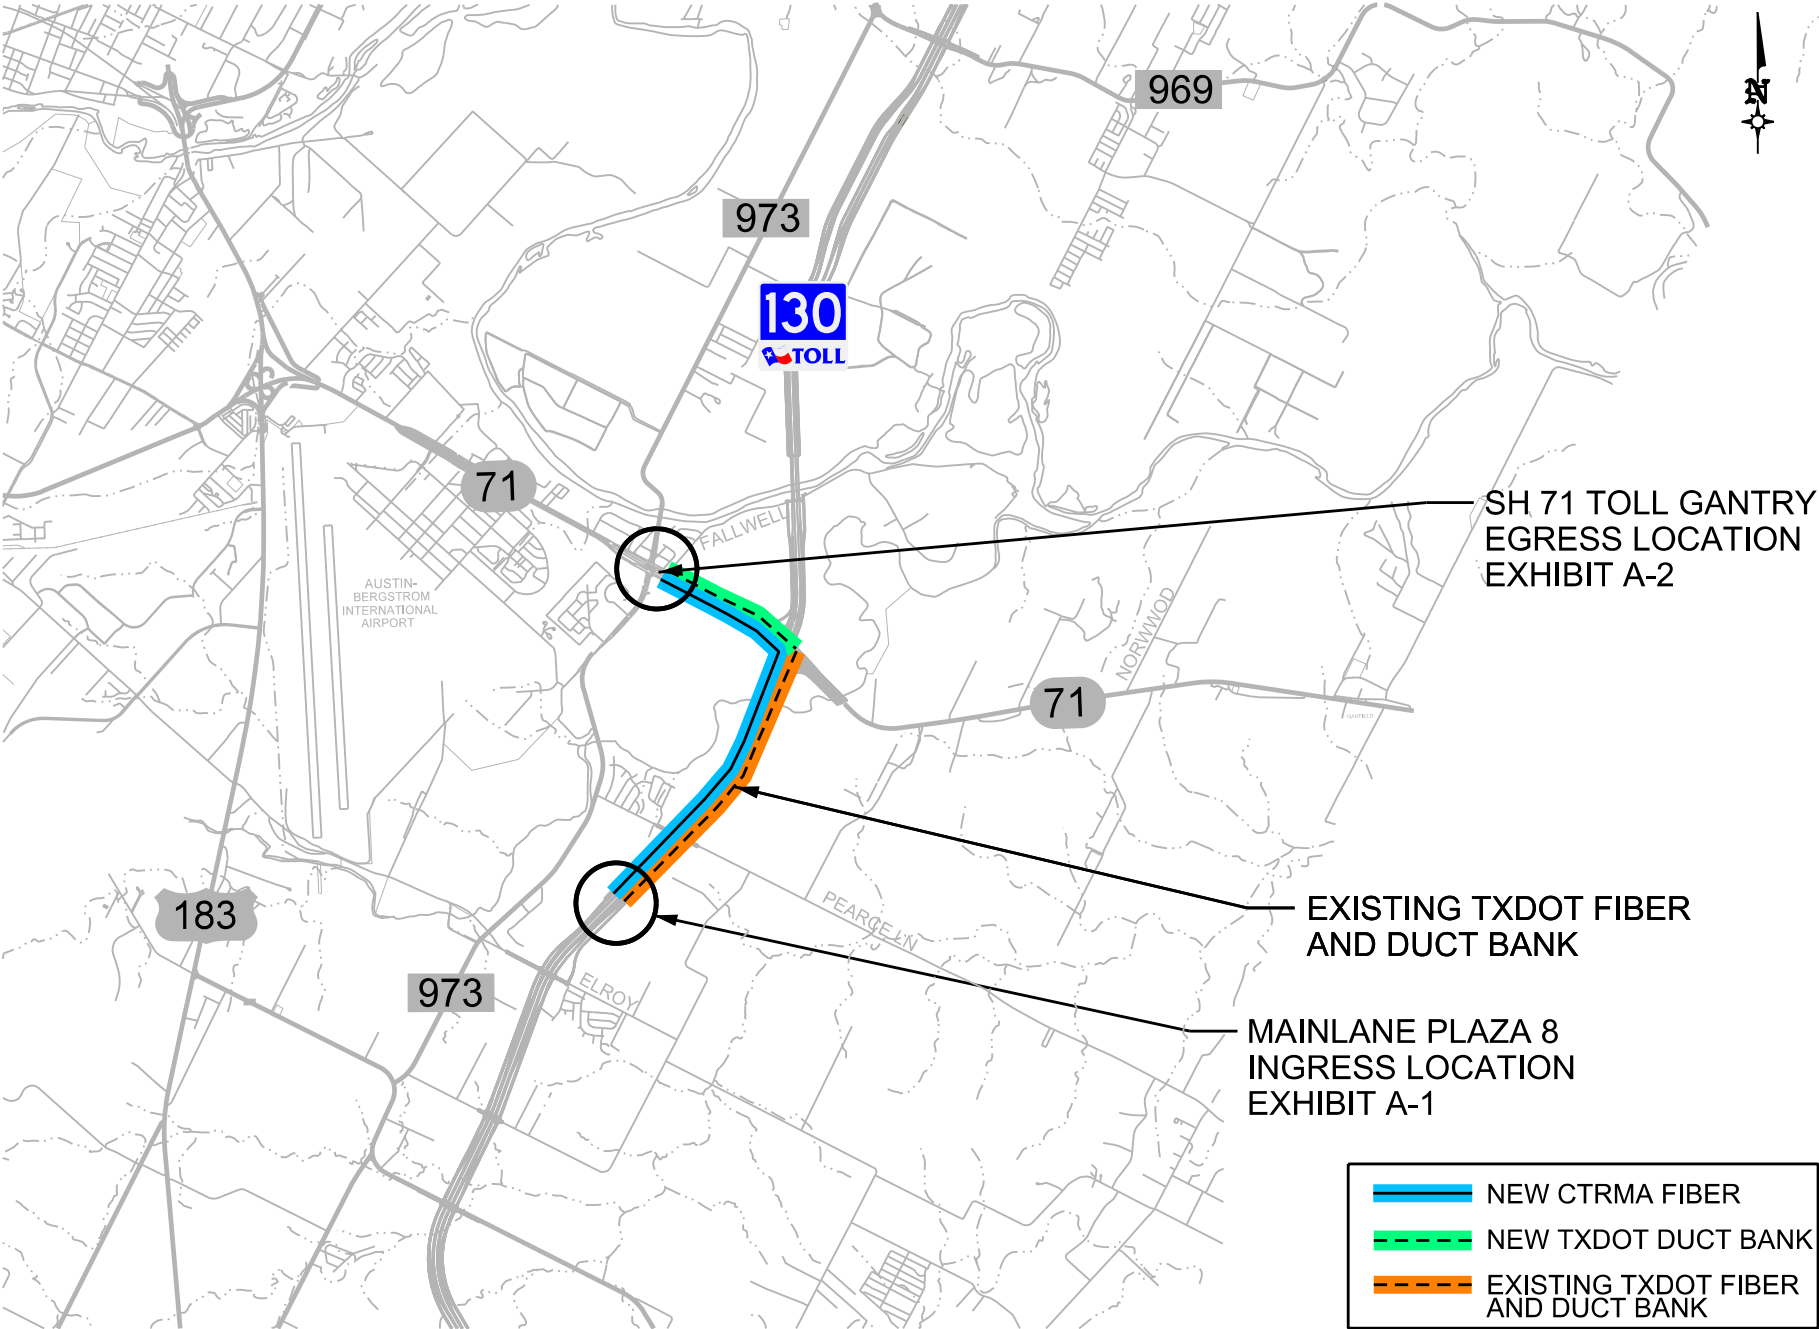 969
N
973
130
TOLL
71
SH 71 TOLL GANTRY
EGRESS LOCATION
EXHIBIT A-2
FALLWELL
AUSTIN-
BERGSTROM
INTERNATIONAL
AIRPORT
NORWOOD
71
GARFIELD
183
EXISTING TXDOT FIBER
AND DUCT BANK
PEARCE LN
973
ELROY
MAINLANE PLAZA 8
INGRESS LOCATION
EXHIBIT A-1
NEW CTRMA FIBER
NEW TXDOT DUCT BANK
EXISTING TXDOT FIBER
AND DUCT BANK